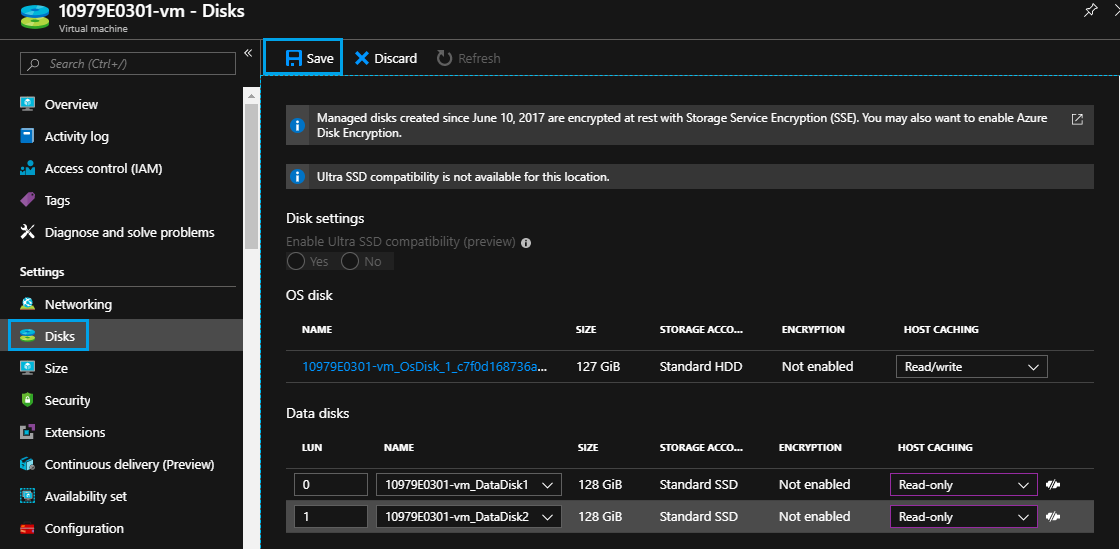 10979E0301-vm - Disks
Virtual machine
Search (Ctrl+/)
«
Overview
Activity log
Access control (IAM)
Tags
Diagnose and solve problems
Settings
Networking
Disks
Size
Security
Extensions
Continuous delivery (Preview)
Availability set
Configuration
Save Discard Refresh
Managed disks created since June 10, 2017 are encrypted at rest with Storage Service Encryption (SSE). You may also want to enable Azure
Disk Encryption.
Ultra SSD compatibility is not available for this location.
Disk settings
Enable Ultra SSD compatibility (preview)
Yes No
OS disk
NAME SIZE STORAGE ACCO... ENCRYPTION HOST CACHING
10979E0301-vm_OsDisk_1_c7f0d168736a... 127 GiB Standard HDD Not enabled Read/write
Data disks
LUN NAME SIZE STORAGE ACCO... ENCRYPTION HOST CACHING
0 10979E0301-vm_DataDisk1 128 GiB Standard SSD Not enabled Read-only
1 10979E0301-vm_DataDisk2 128 GiB Standard SSD Not enabled Read-only